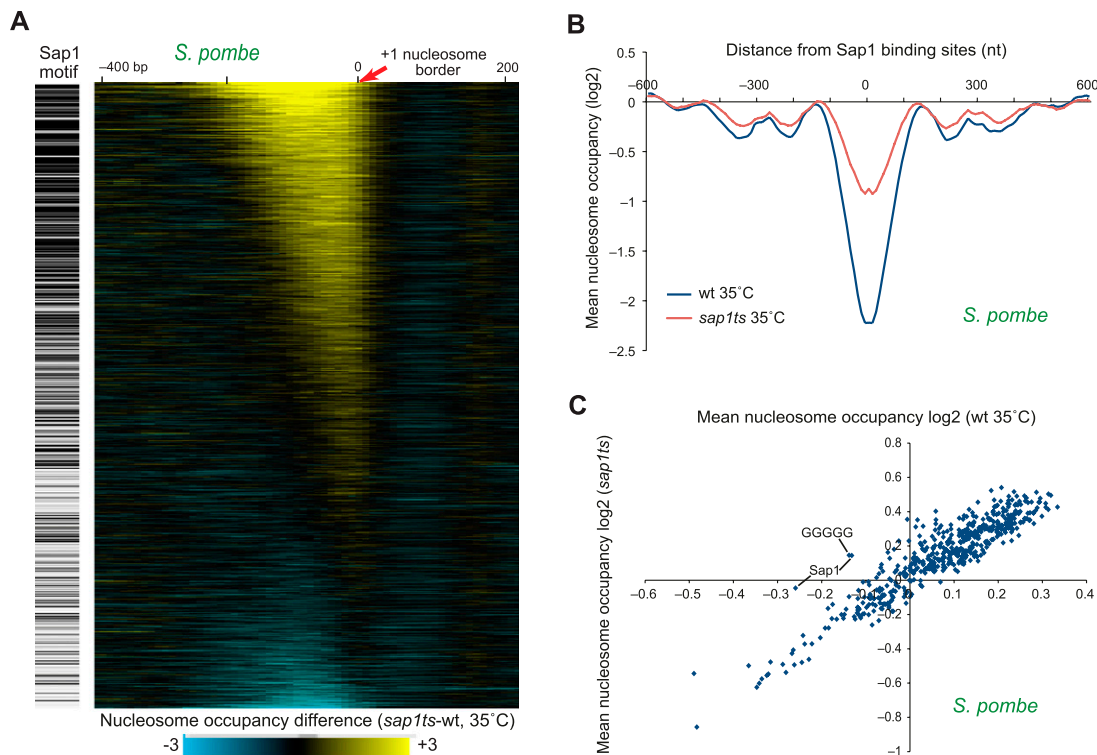 A
Sap1
motif
S. pombe
+1 nucleosome
border
−400 bp
0
200
Nucleosome occupancy difference (sap1ts-wt, 35˚C)
-3
+3
B
Distance from Sap1 binding sites (nt)
Mean nucleosome occupancy (log2)
0.5
0
−0.5
−1
−1.5
−2
−2.5
−600
−300
0
300
600
wt 35˚C
sap1ts 35˚C
S. pombe
C
Mean nucleosome occupancy log2 (wt 35˚C)
Mean nucleosome occupancy log2 (sap1ts)
0.8
0.6
0.4
0.2
−0.2
−0.4
−0.6
−0.8
−1
−0.6
−0.5
−0.4
−0.3
−0.2
−0.1
0
0.1
0.2
0.3
0.4
GGGGG
Sap1
S. pombe